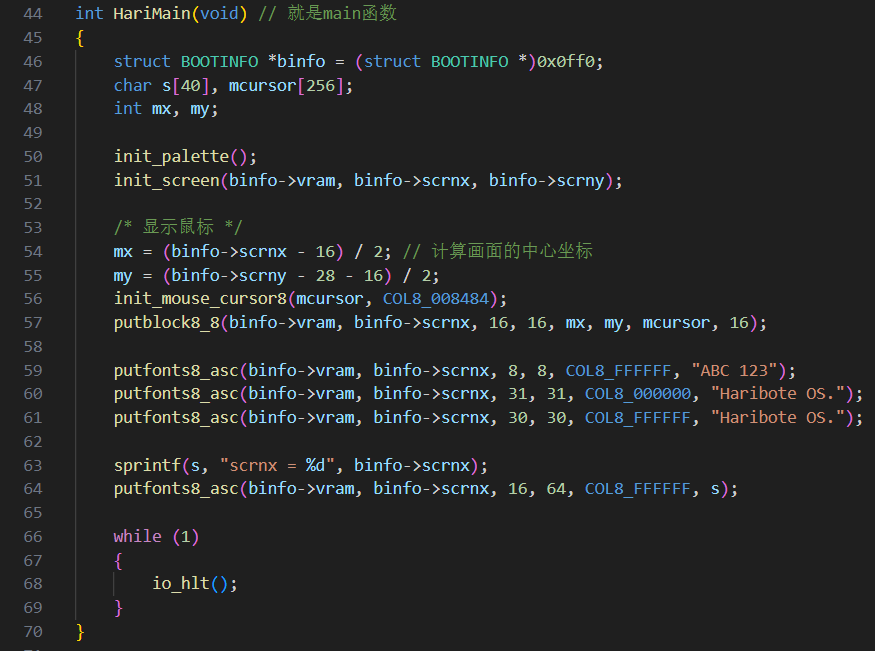 44 int HariMain(void) // 就是main函数
45 {
46     struct BOOTINFO *binfo = (struct BOOTINFO *)0x0ff0;
47     char s[40], mcursor[256];
48     int mx, my;
49
50     init_palette();
51     init_screen(binfo->vram, binfo->scrnx, binfo->scrny);
52
53     /* 显示鼠标 */
54     mx = (binfo->scrnx - 16) / 2; // 计算画面的中心坐标
55     my = (binfo->scrny - 28 - 16) / 2;
56     init_mouse_cursor8(mcursor, COL8_008484);
57     putblock8_8(binfo->vram, binfo->scrnx, 16, 16, mx, my, mcursor, 16);
58
59     putfonts8_asc(binfo->vram, binfo->scrnx, 8, 8, COL8_FFFFFF, "ABC 123");
60     putfonts8_asc(binfo->vram, binfo->scrnx, 31, 31, COL8_000000, "Haribote OS.");
61     putfonts8_asc(binfo->vram, binfo->scrnx, 30, 30, COL8_FFFFFF, "Haribote OS.");
62
63     sprintf(s, "scrnx = %d", binfo->scrnx);
64     putfonts8_asc(binfo->vram, binfo->scrnx, 16, 64, COL8_FFFFFF, s);
65
66     while (1)
67     {
68         io_hlt();
69     }
70 }